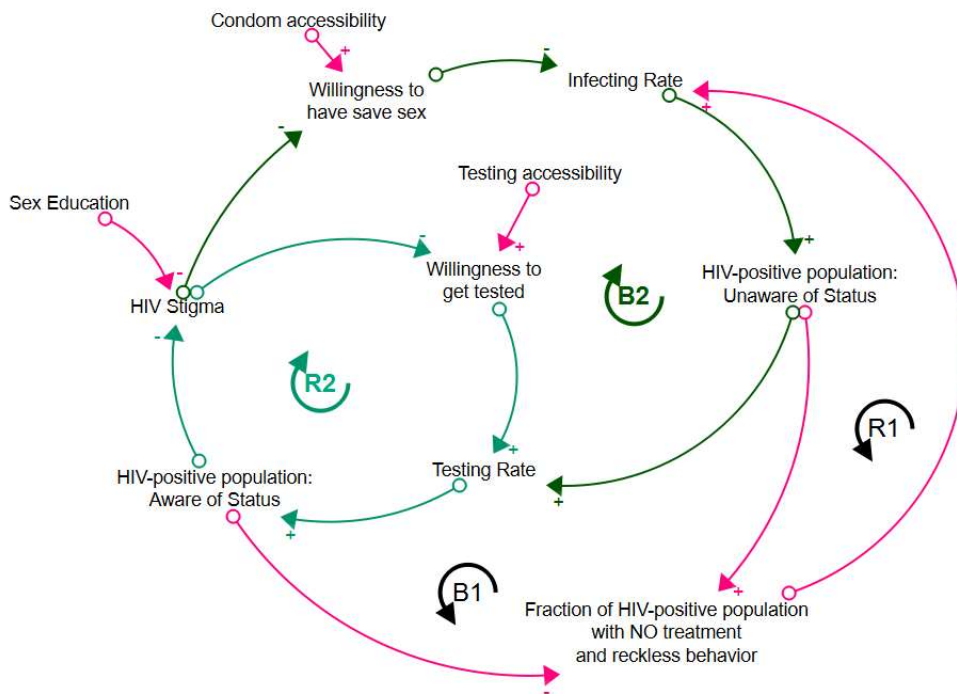 Condom accessibility
+
Willingness to
have save sex
-
-
Infecting Rate
+
-
Testing accessibility
+
Sex Education
-
-
Willingness to
get tested
HIV Stigma
-
+
HIV-positive population:
Unaware of Status
B2
R2
R1
HIV-positive population:
Aware of Status
+
Testing Rate
+
+
B1
+
Fraction of HIV-positive population
with NO treatment
and reckless behavior
-